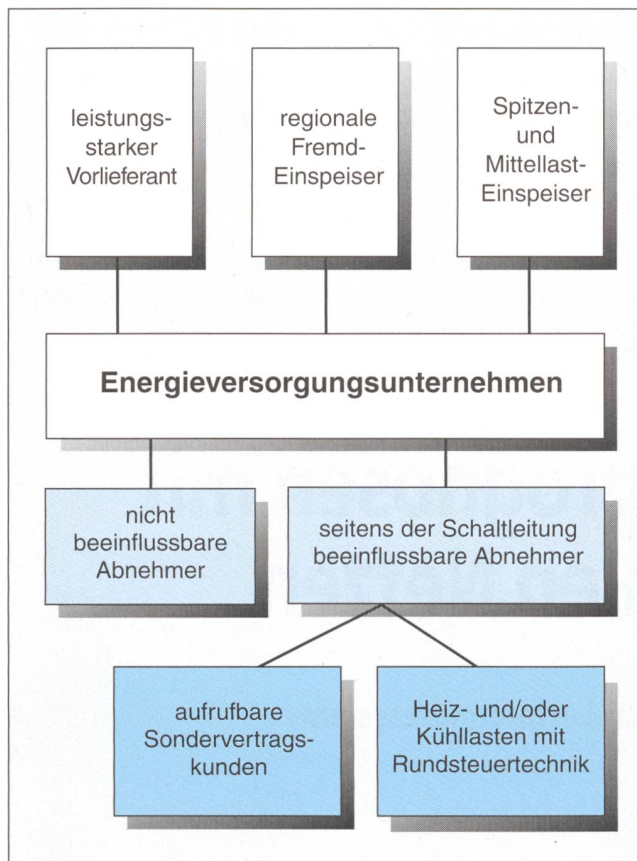 leistungs-
starker
Vorlieferant
regionale
Fremd-
Einspeiser
Spitzen-
und
Mittellast-
Einspeiser
Energieversorgungsunternehmen
nicht
beeinflussbare
Abnehmer
seitens der Schaltleitung
beeinflussbare Abnehmer
aufrufbare
Sondervertrags-
kunden
Heiz- und/oder
Kühllasten mit
Rundsteuertechnik